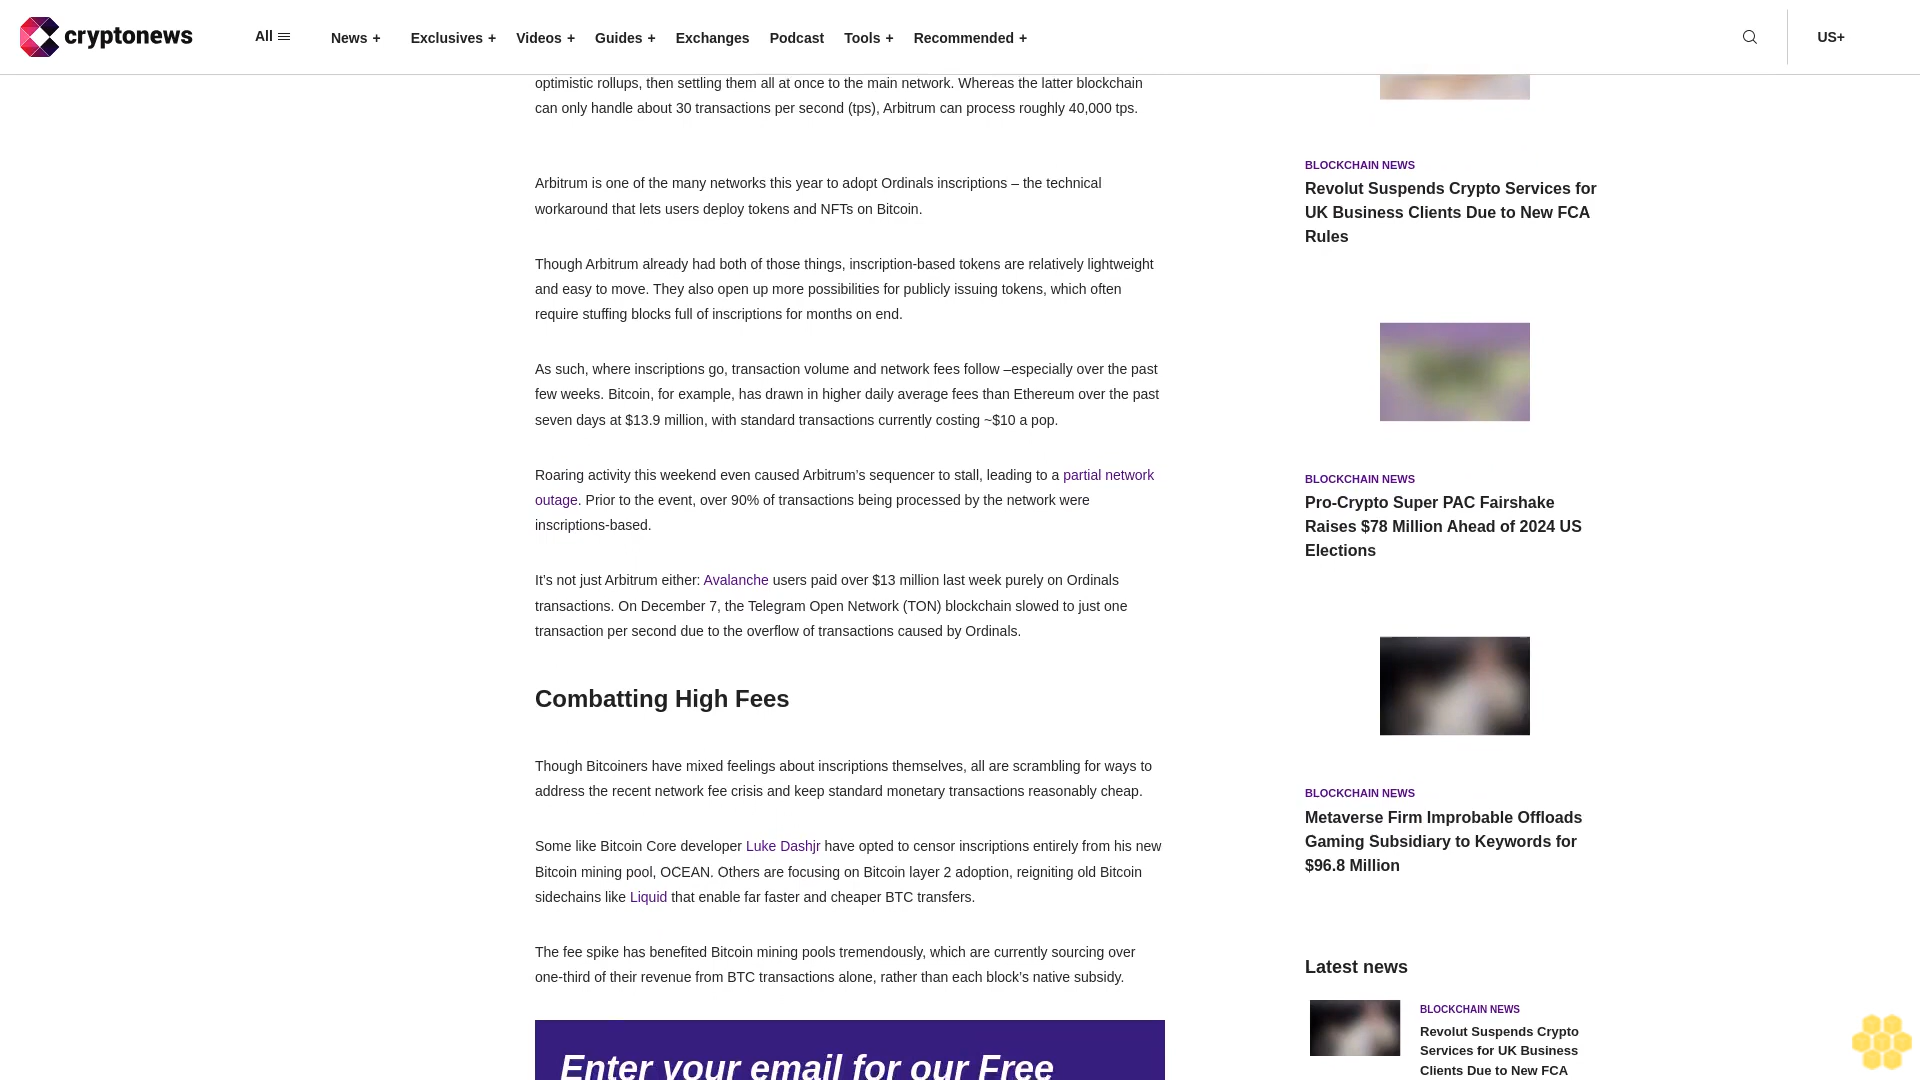 cryptonews
All
News +
Exclusives +
Videos +
Guides +
Exchanges
Podcast
Tools +
Recommended +
US+
optimistic rollups, then settling them all at once to the main network. Whereas the latter blockchain
can only handle about 30 transactions per second (tps), Arbitrum can process roughly 40,000 tps.
Arbitrum is one of the many networks this year to adopt Ordinals inscriptions – the technical
workaround that lets users deploy tokens and NFTs on Bitcoin.
Though Arbitrum already had both of those things, inscription-based tokens are relatively lightweight
and easy to move. They also open up more possibilities for publicly issuing tokens, which often
require stuffing blocks full of inscriptions for months on end.
As such, where inscriptions go, transaction volume and network fees follow –especially over the past
few weeks. Bitcoin, for example, has drawn in higher daily average fees than Ethereum over the past
seven days at $13.9 million, with standard transactions currently costing ~$10 a pop.
Roaring activity this weekend even caused Arbitrum’s sequencer to stall, leading to a partial network
outage. Prior to the event, over 90% of transactions being processed by the network were
inscriptions-based.
It’s not just Arbitrum either: Avalanche users paid over $13 million last week purely on Ordinals
transactions. On December 7, the Telegram Open Network (TON) blockchain slowed to just one
transaction per second due to the overflow of transactions caused by Ordinals.
Combatting High Fees
Though Bitcoiners have mixed feelings about inscriptions themselves, all are scrambling for ways to
address the recent network fee crisis and keep standard monetary transactions reasonably cheap.
Some like Bitcoin Core developer Luke Dashjr have opted to censor inscriptions entirely from his new
Bitcoin mining pool, OCEAN. Others are focusing on Bitcoin layer 2 adoption, reigniting old Bitcoin
sidechains like Liquid that enable far faster and cheaper BTC transfers.
The fee spike has benefited Bitcoin mining pools tremendously, which are currently sourcing over
one-third of their revenue from BTC transactions alone, rather than each block’s native subsidy.
Enter your email for our Free
BLOCKCHAIN NEWS
Revolut Suspends Crypto Services for
UK Business Clients Due to New FCA
Rules
BLOCKCHAIN NEWS
Pro-Crypto Super PAC Fairshake
Raises $78 Million Ahead of 2024 US
Elections
BLOCKCHAIN NEWS
Metaverse Firm Improbable Offloads
Gaming Subsidiary to Keywords for
$96.8 Million
Latest news
BLOCKCHAIN NEWS
Revolut Suspends Crypto
Services for UK Business
Clients Due to New FCA